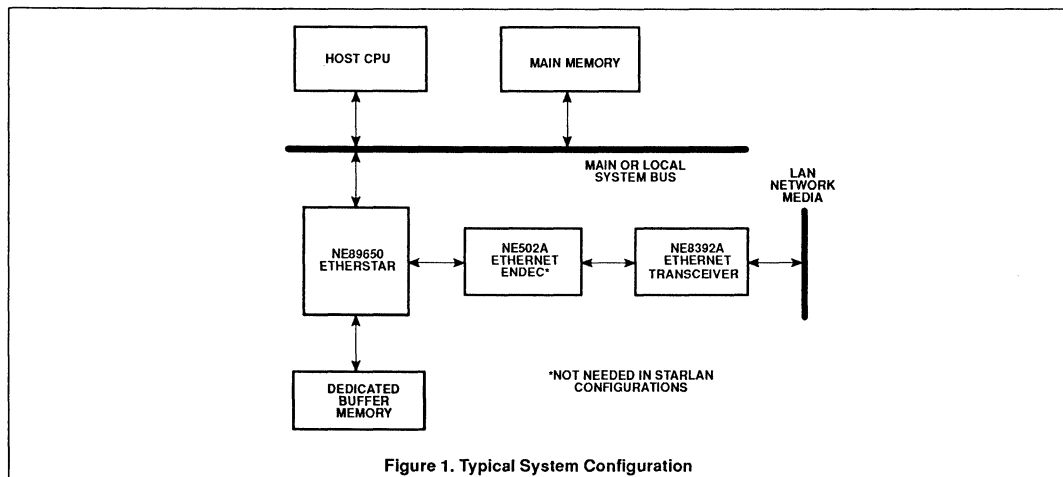 HOST CPU
MAIN MEMORY
MAIN OR LOCAL
SYSTEM BUS
LAN
NETWORK
MEDIA
NE89650
ETHERSTAR
NE502A
ETHERNET
ENDEC*
NE8392A
ETHERNET
TRANSCEIVER
DEDICATED
BUFFER
MEMORY
*NOT NEEDED IN STARLAN
CONFIGURATIONS
Figure 1. Typical System Configuration